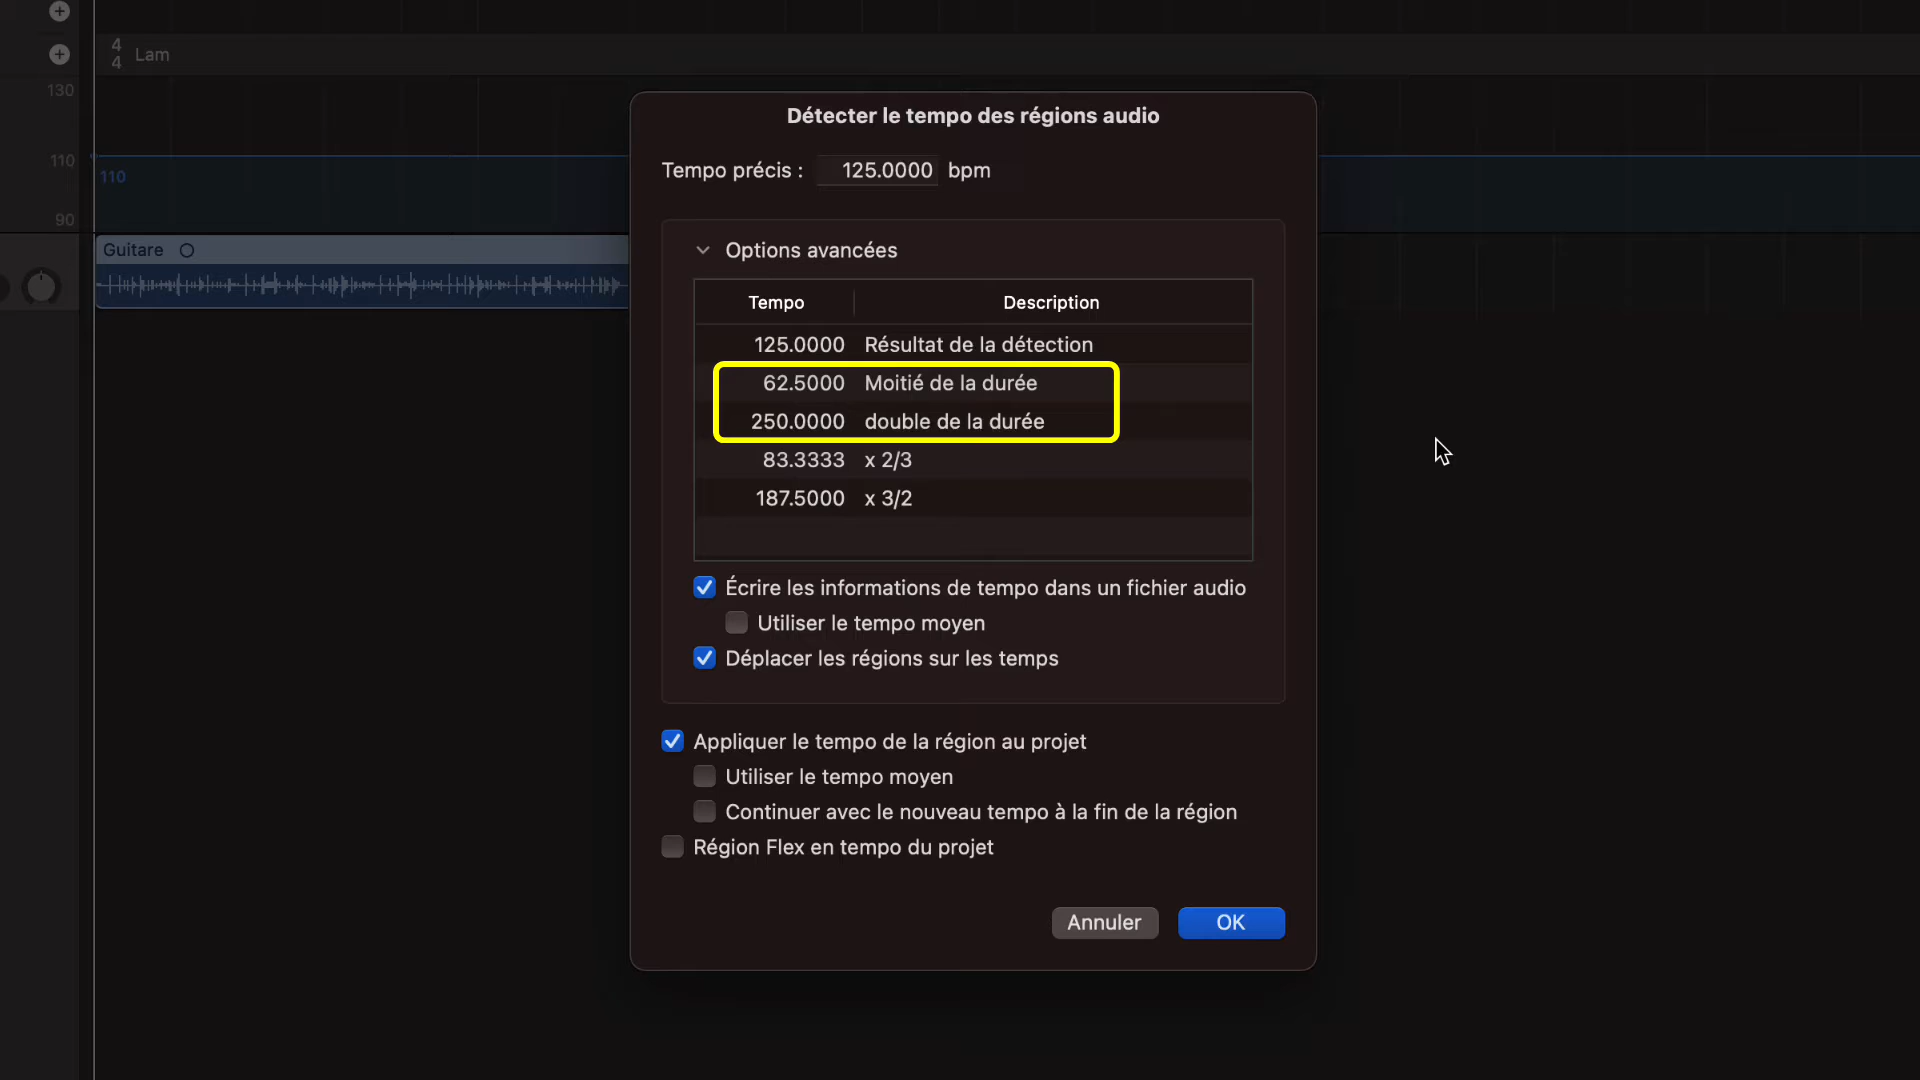 4
4 Lam
130
110
110
90
Guitare
Détecter le tempo des régions audio
Tempo précis : 125.0000 bpm
Options avancées
Tempo Description
125.0000 Résultat de la détection
62.5000 Moitié de la durée
250.0000 double de la durée
83.3333 x 2/3
187.5000 x 3/2
Écrire les informations de tempo dans un fichier audio
Utiliser le tempo moyen
Déplacer les régions sur les temps
Appliquer le tempo de la région au projet
Utiliser le tempo moyen
Continuer avec le nouveau tempo à la fin de la région
Région Flex en tempo du projet
Annuler OK